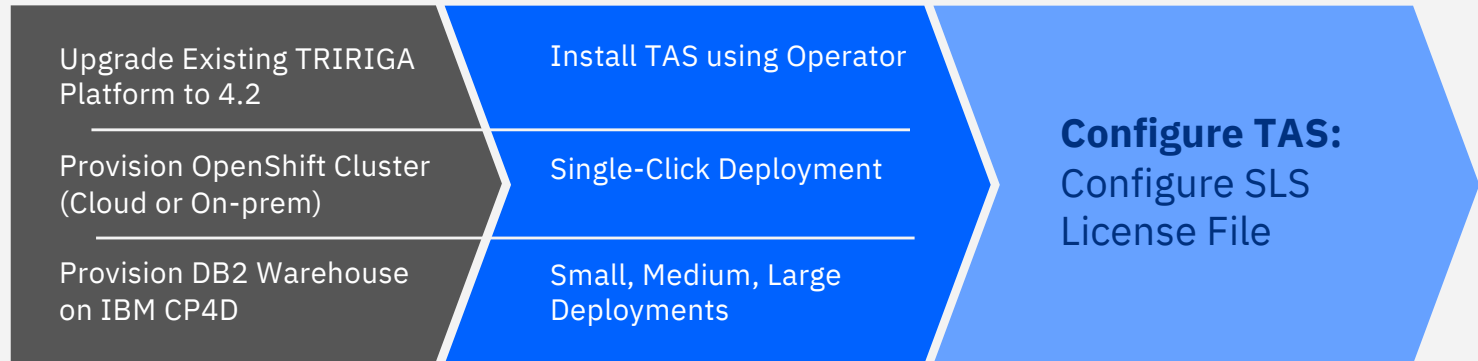 Upgrade Existing TRIRIGA
Platform to 4.2
Provision OpenShift Cluster
(Cloud or On-prem)
Provision DB2 Warehouse
on IBM CP4D
Install TAS using Operator
Single-Click Deployment
Small, Medium, Large
Deployments
Configure TAS:
Configure SLS
License File